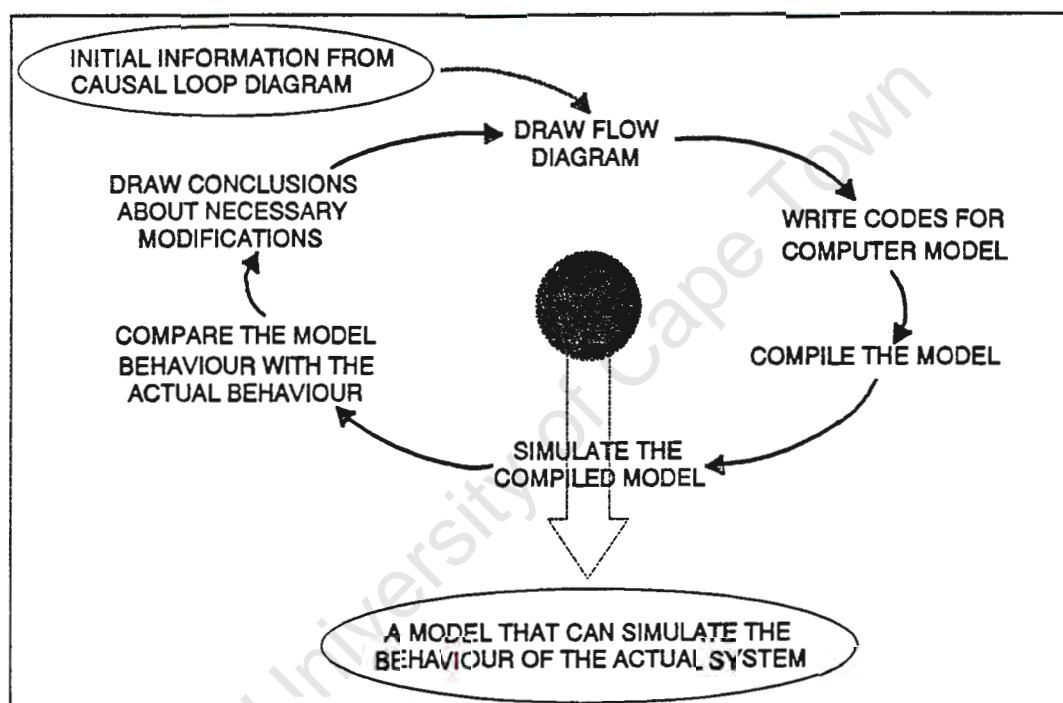 INITIAL INFORMATION FROM
CAUSAL LOOP DIAGRAM
DRAW FLOW
DIAGRAM
WRITE CODES FOR
COMPUTER MODEL
COMPILE THE MODEL
SIMULATE THE
COMPILED MODEL
COMPARE THE MODEL
BEHAVIOUR WITH THE
ACTUAL BEHAVIOUR
DRAW CONCLUSIONS
ABOUT NECESSARY
MODIFICATIONS
A MODEL THAT CAN SIMULATE THE
BEHAVIOUR OF THE ACTUAL SYSTEM
University of Cape Town